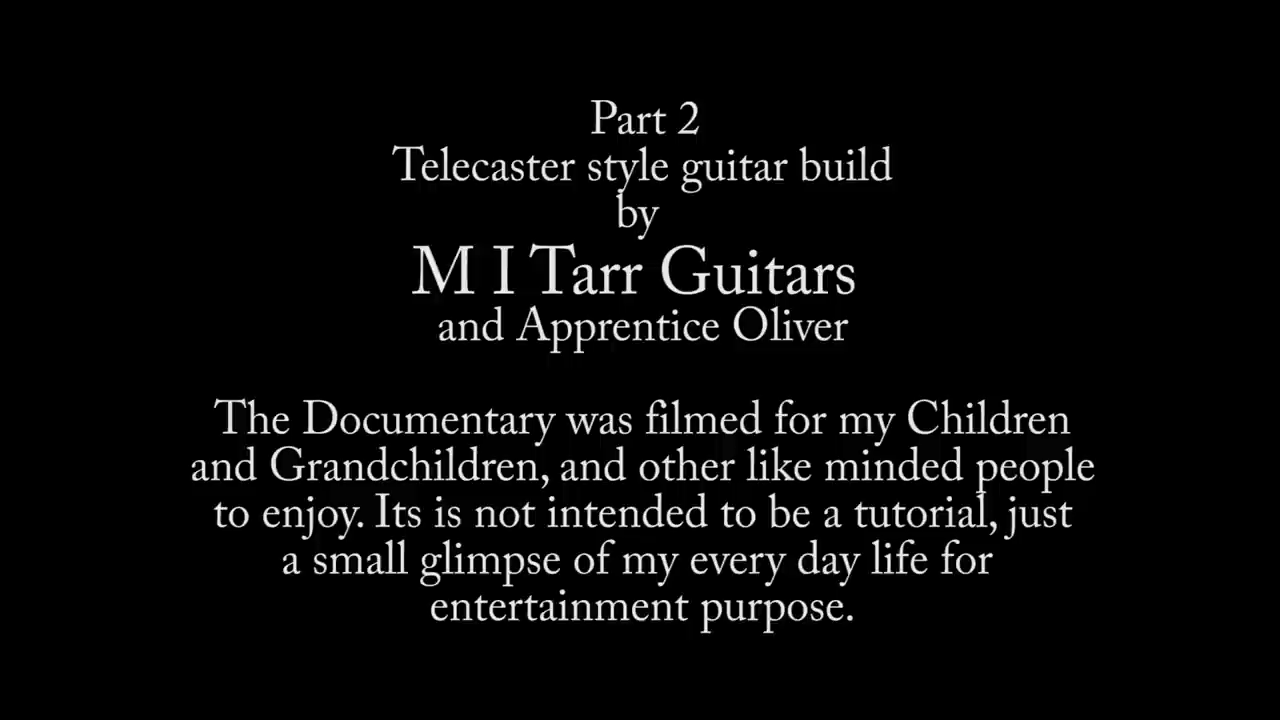 Part 2
Telecaster style guitar build
by
M I Tarr Guitars
and Apprentice Oliver
The Documentary was filmed for my Children
and Grandchildren, and other like minded people
to enjoy. Its is not intended to be a tutorial, just
a small glimpse of my every day life for
entertainment purpose.